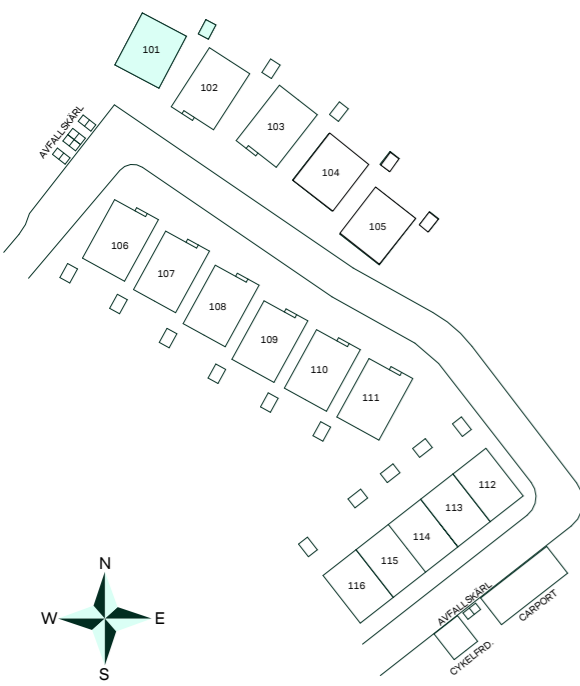 101
102
103
104
105
AVFALLSKÄRL
106
107
108
109
110
111
112
113
114
115
116
AVFALLSKÄRL
CARPORT
CYKELFRD.
N
W
E
S